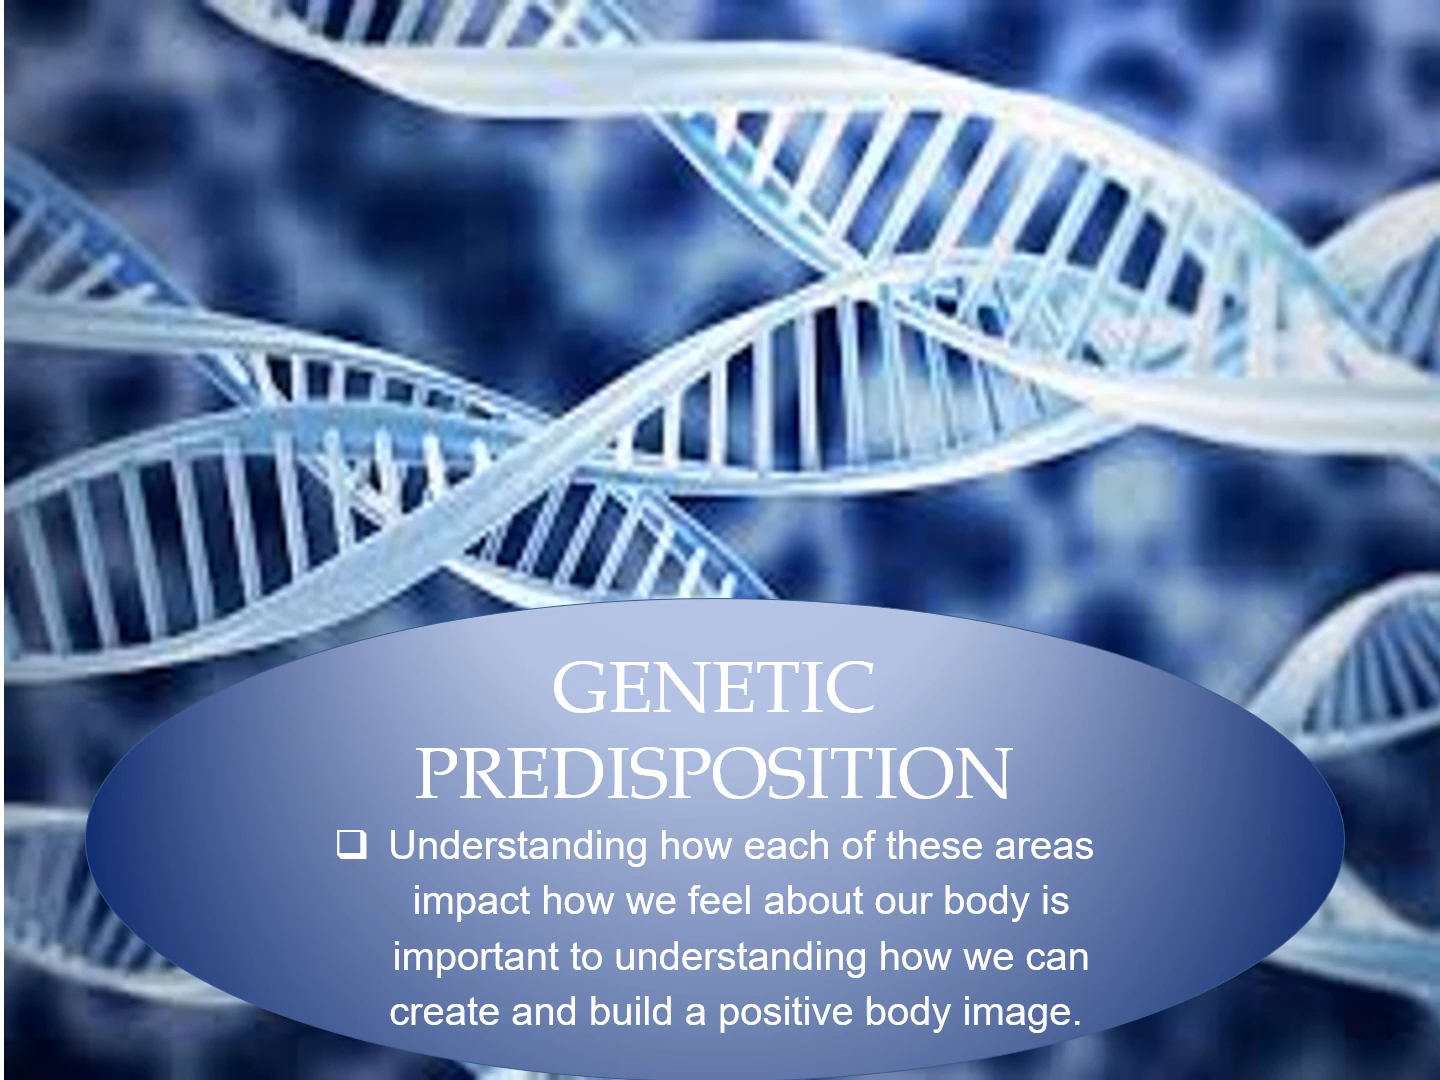 GENETIC
PREDISPOSITION
❑ Understanding how each of these areas
impact how we feel about our body is
important to understanding how we can
create and build a positive body image.